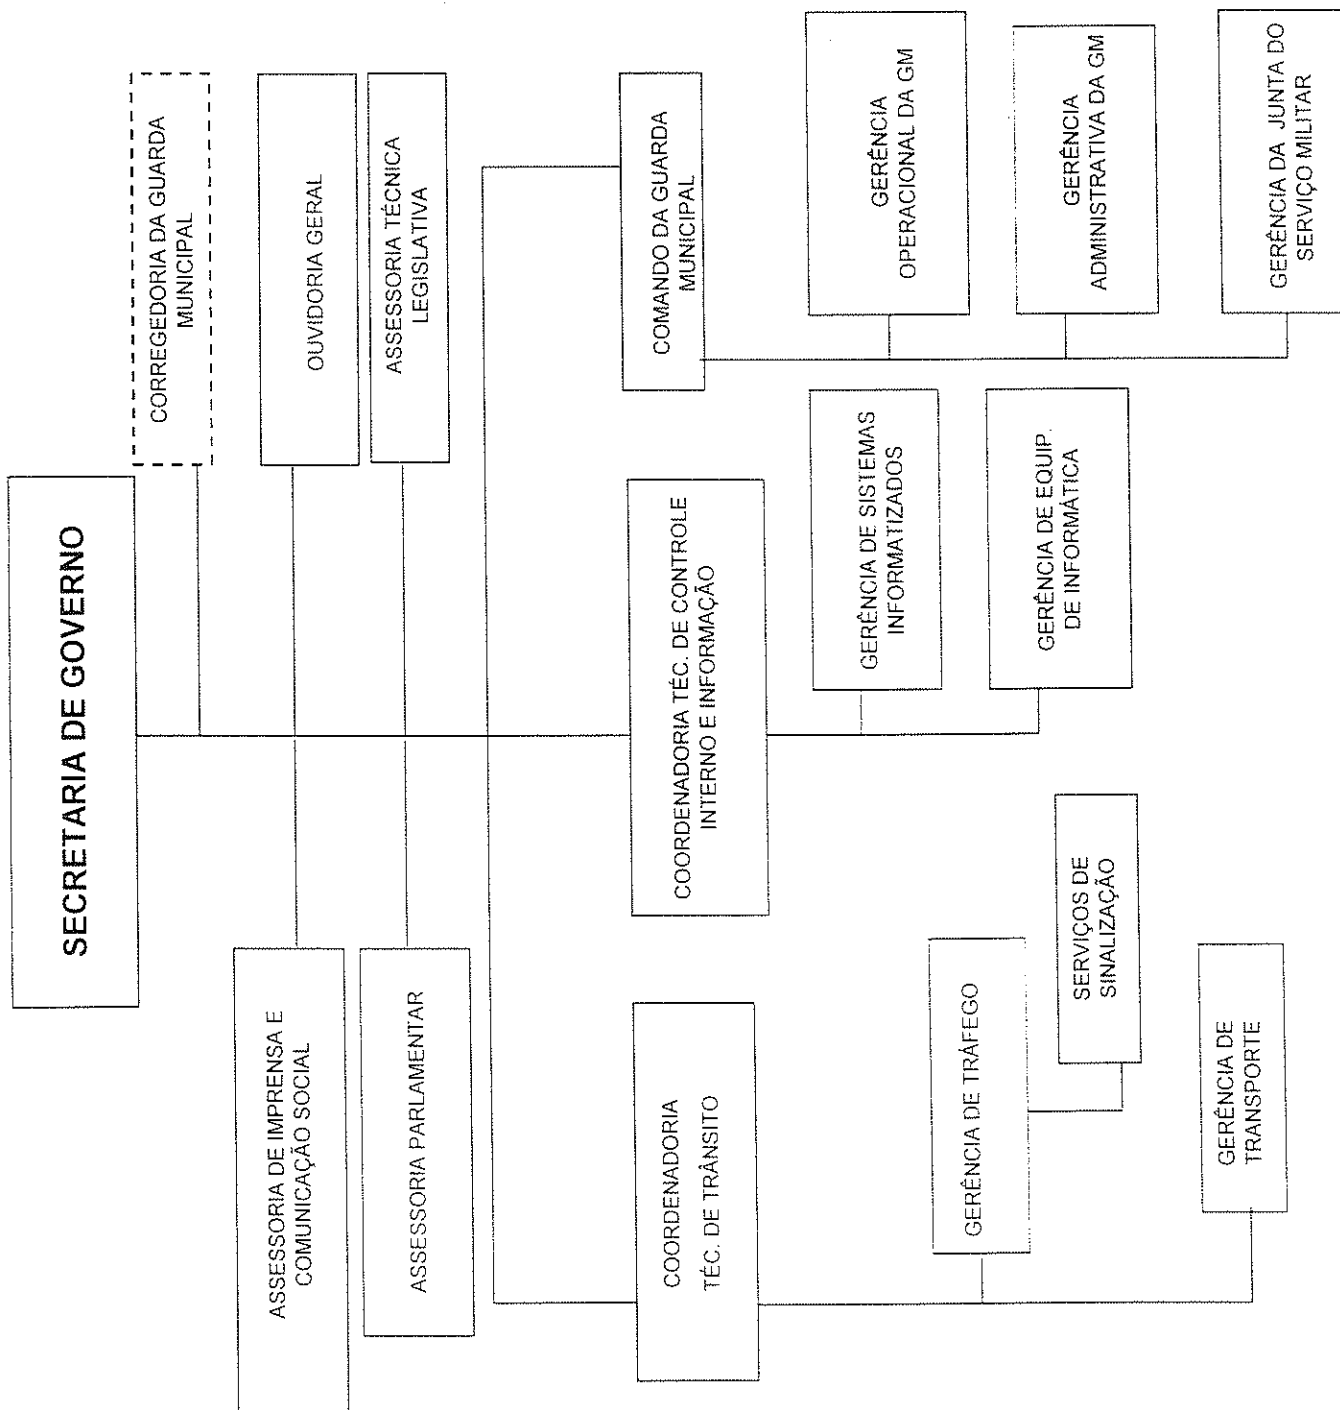 SECRETARIA DE GOVERNO
CORREGEDORIA DA GUARDA
MUNICIPAL
ASSESSORIA DE IMPRENSA E
COMUNICAÇÃO SOCIAL
OUVIDORIA GERAL
ASSESSORIA PARLAMENTAR
ASSESSORIA TÉCNICA
LEGISLATIVA
COORDENADORIA
TÉC. DE TRÂNSITO
COORDENADORIA TÉC. DE CONTROLE
INTERNO E INFORMAÇÃO
COMANDO DA GUARDA
MUNICIPAL
GERÊNCIA DE TRÁFEGO
SERVIÇOS DE
SINALIZAÇÃO
GERÊNCIA DE
TRANSPORTE
GERÊNCIA DE SISTEMAS
INFORMATIZADOS
GERÊNCIA DE EQUIP.
DE INFORMÁTICA
GERÊNCIA
OPERACIONAL DA GM
GERÊNCIA
ADMINISTRATIVA DA GM
GERÊNCIA DA JUNTA DO
SERVIÇO MILITAR